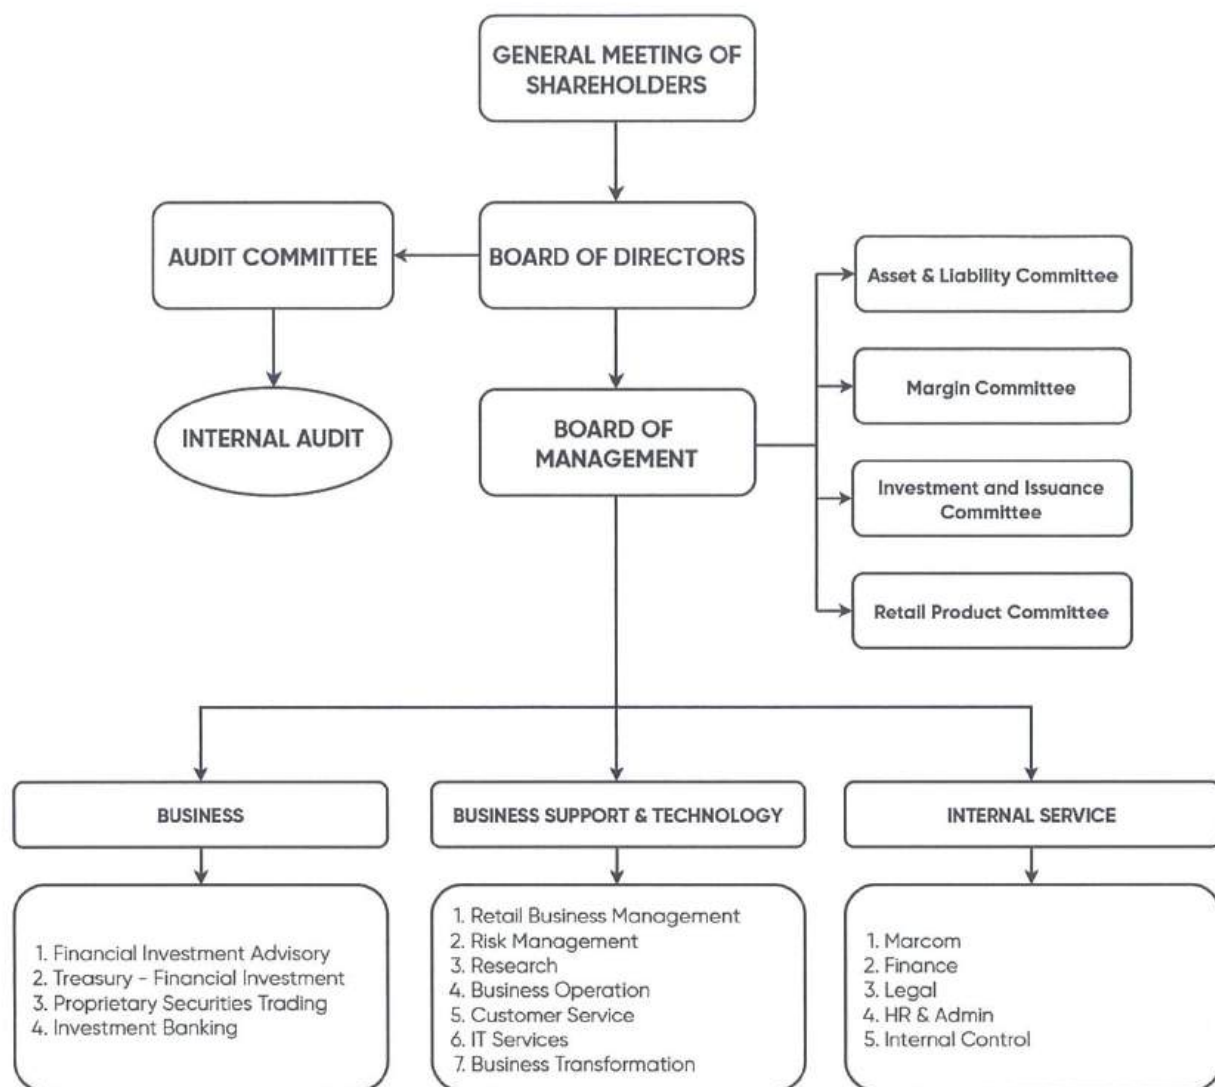 GENERAL MEETING OF
SHAREHOLDERS
AUDIT COMMITTEE
BOARD OF DIRECTORS
Asset & Liability Committee
Margin Committee
INTERNAL AUDIT
BOARD OF
MANAGEMENT
Investment and Issuance
Committee
Retail Product Committee
BUSINESS
BUSINESS SUPPORT & TECHNOLOGY
INTERNAL SERVICE
1. Financial Investment Advisory
2. Treasury - Financial Investment
3. Proprietary Securities Trading
4. Investment Banking
1. Retail Business Management
2. Risk Management
3. Research
4. Business Operation
5. Customer Service
6. IT Services
7. Business Transformation
1. Marcom
2. Finance
3. Legal
4. HR & Admin
5. Internal Control